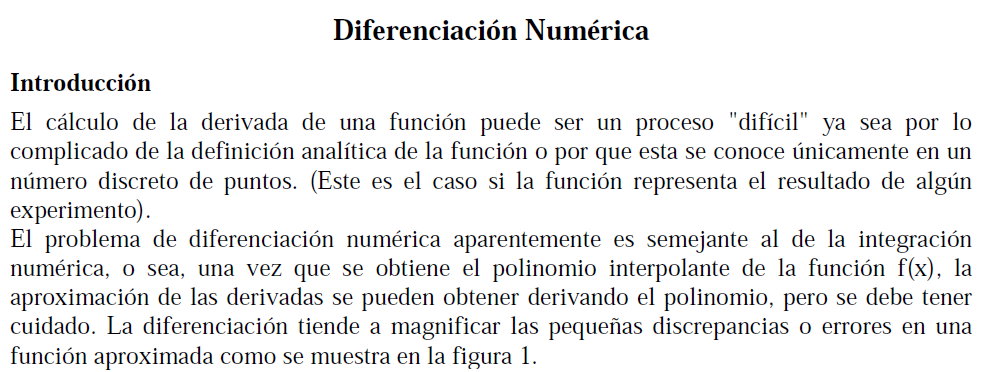 Diferenciación Numérica
Introducción
El cálculo de la derivada de una función puede ser un proceso "difícil" ya sea por lo
complicado de la definición analítica de la función o por que esta se conoce únicamente en un
número discreto de puntos. (Este es el caso si la función representa el resultado de algún
experimento).
El problema de diferenciación numérica aparentemente es semejante al de la integración
numérica, o sea, una vez que se obtiene el polinomio interpolante de la función f(x), la
aproximación de las derivadas se pueden obtener derivando el polinomio, pero se debe tener
cuidado. La diferenciación tiende a magnificar las pequeñas discrepancias o errores en una
función aproximada como se muestra en la figura 1.